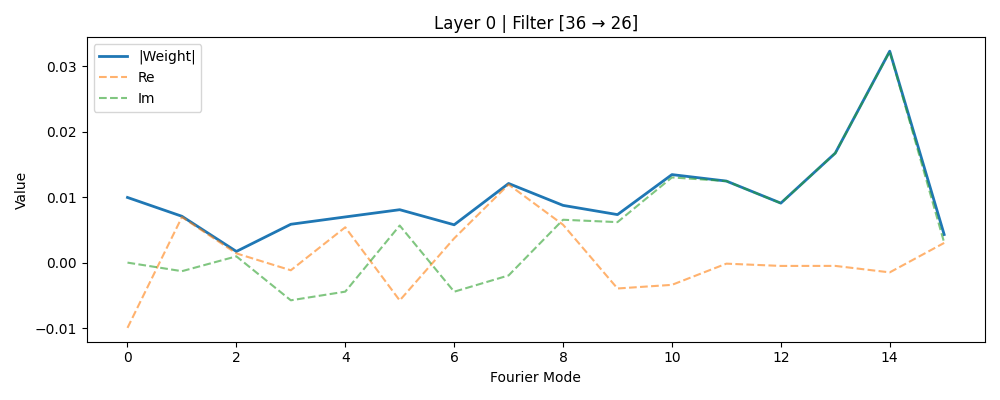 Layer 0 | Filter [36 → 26]
|Weight|
Re
Im
Value
0.03
0.02
0.01
0.00
−0.01
0 2 4 6 8 10 12 14
Fourier Mode